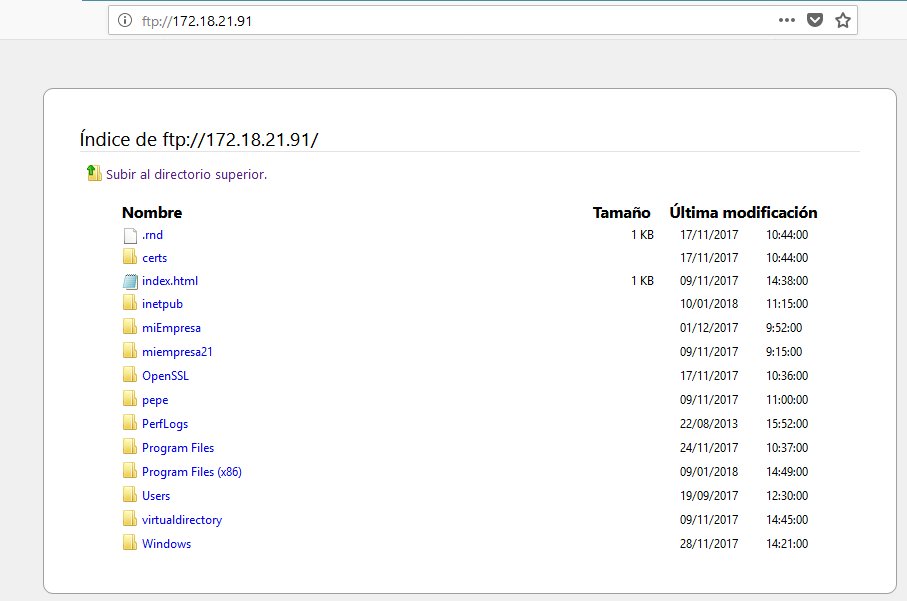 ftp://172.18.21.91
Índice de ftp://172.18.21.91/
Subir al directorio superior.
Nombre Tamaño Última modificación
.rnd 1 KB 17/11/2017 10:44:00
certs 17/11/2017 10:44:00
index.html 1 KB 09/11/2017 14:38:00
inetpub 10/01/2018 11:15:00
miEmpresa 01/12/2017 9:52:00
miempresa21 09/11/2017 9:15:00
OpenSSL 17/11/2017 10:36:00
pepe 09/11/2017 11:00:00
PerfLogs 22/08/2013 15:52:00
Program Files 24/11/2017 10:37:00
Program Files (x86) 09/01/2018 14:49:00
Users 19/09/2017 12:30:00
virtualdirectory 09/11/2017 14:45:00
Windows 28/11/2017 14:21:00